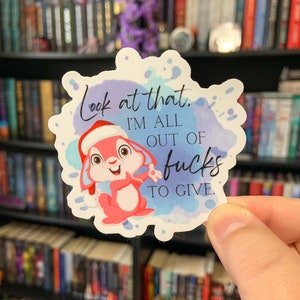 Look at that.
I'M ALL
OUT OF
fucks
TO GIVE.